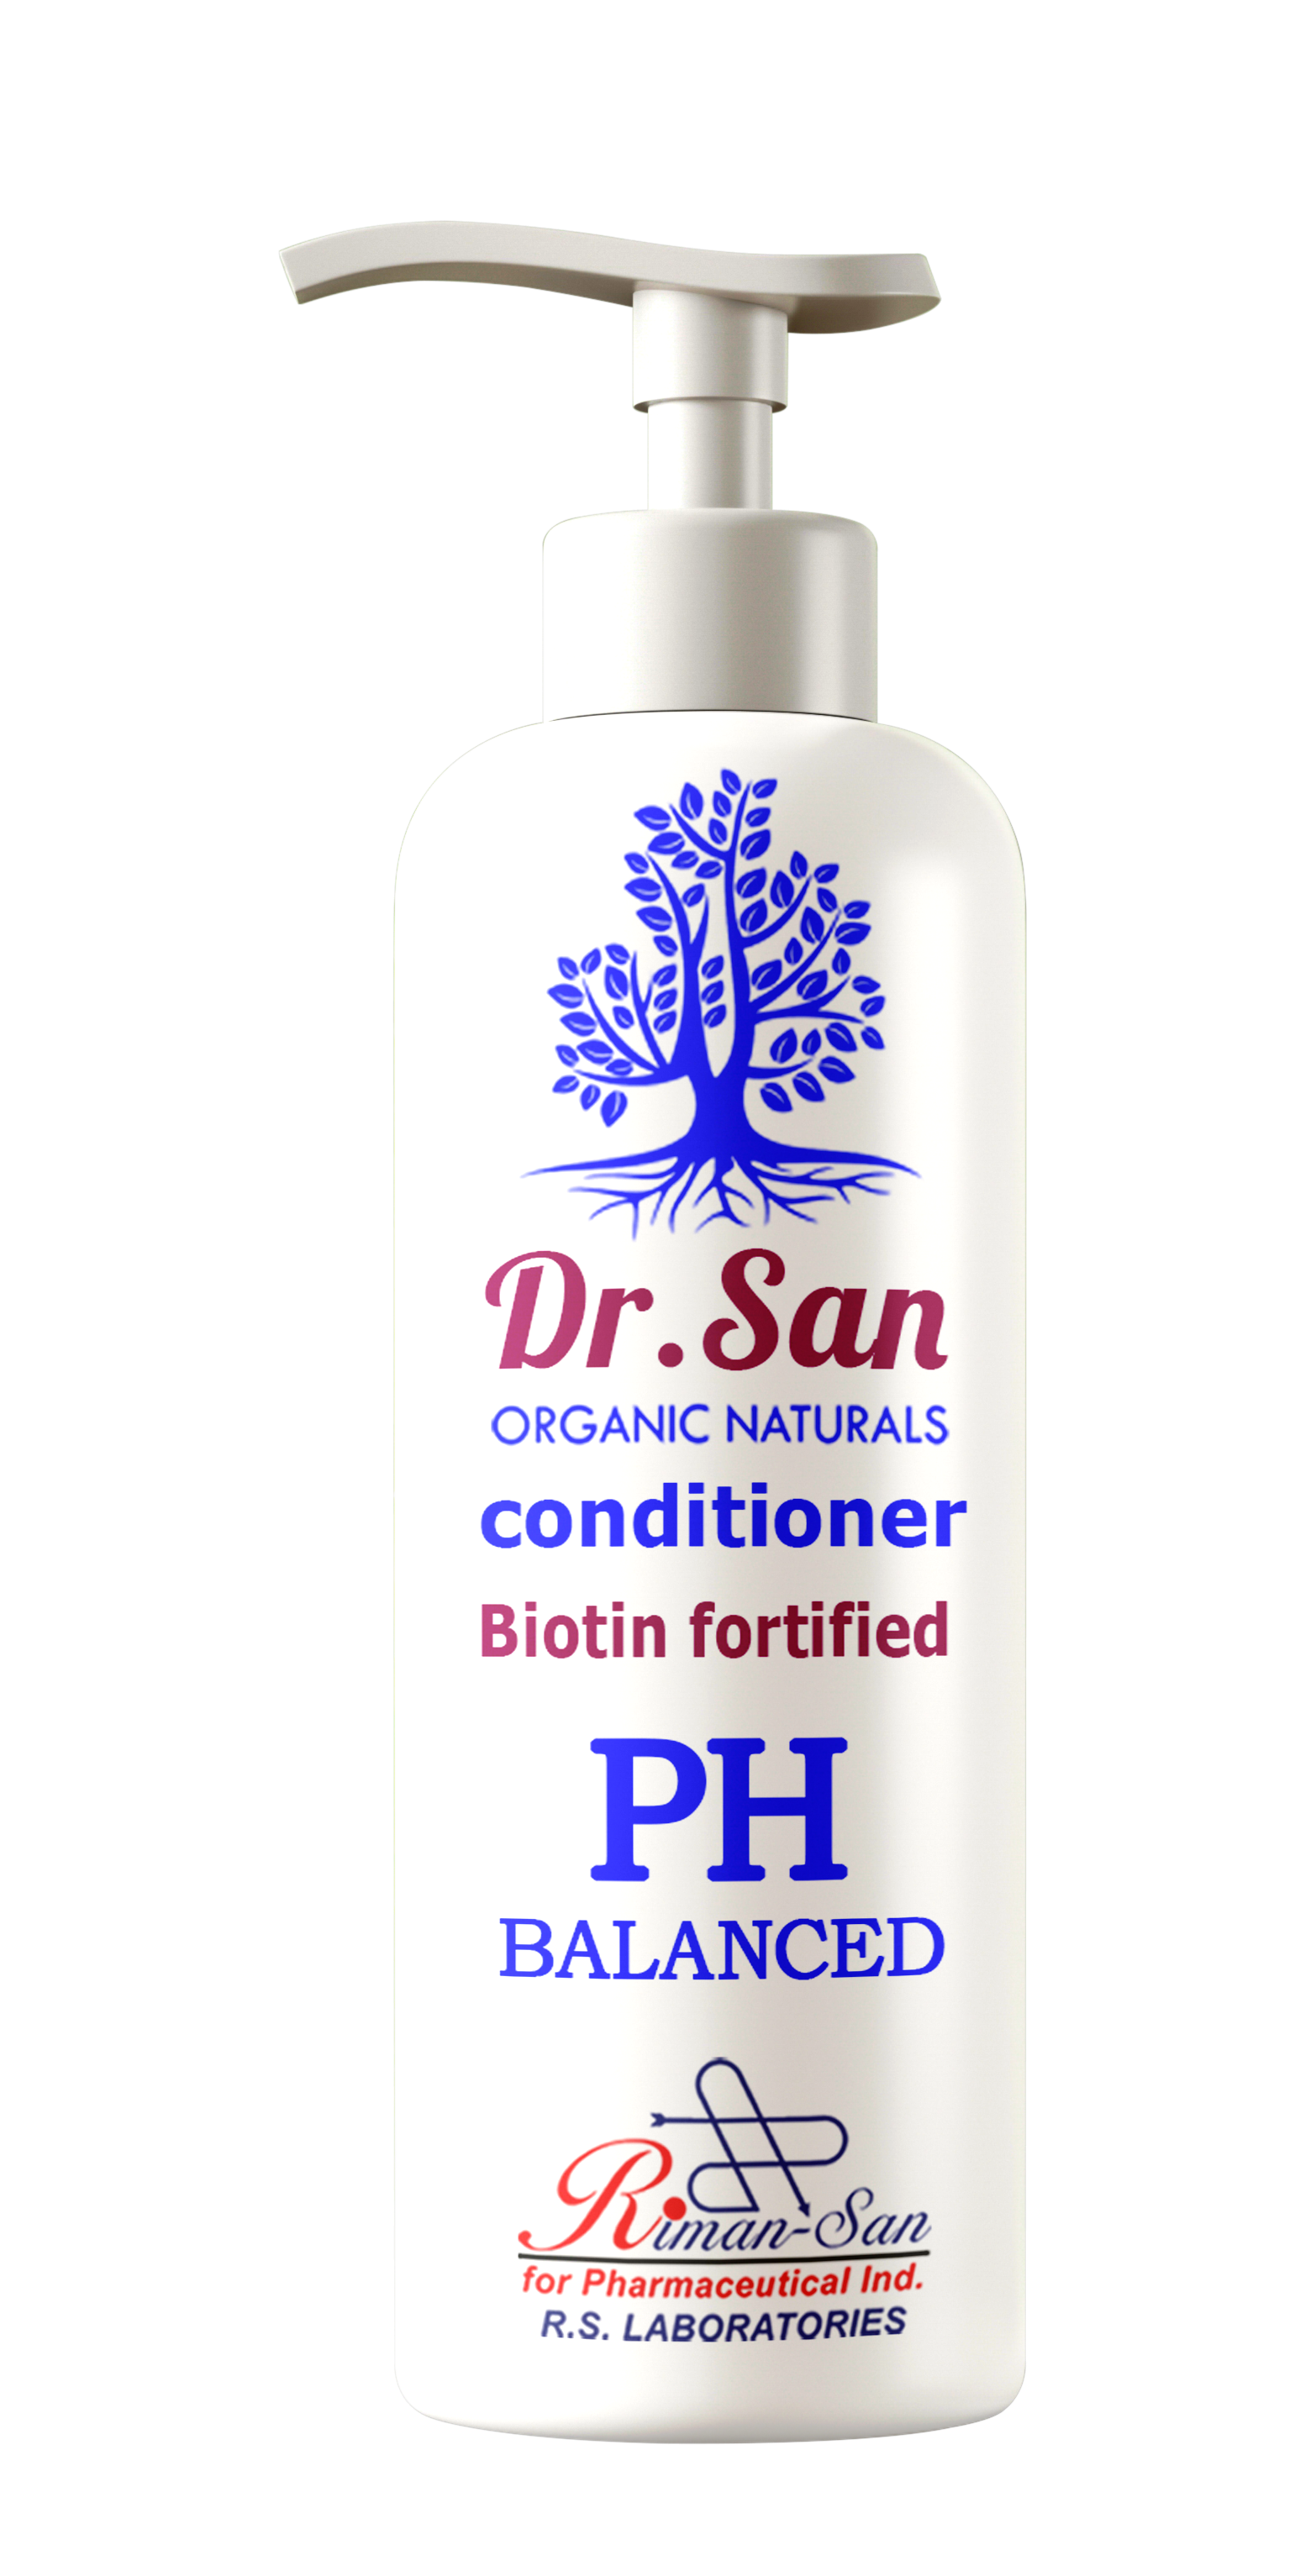 Dr.San
ORGANIC NATURALS
conditioner
Biotin fortified
PH
BALANCED
Riman-San
for Pharmaceutical Ind.
R.S. LABORATORIES